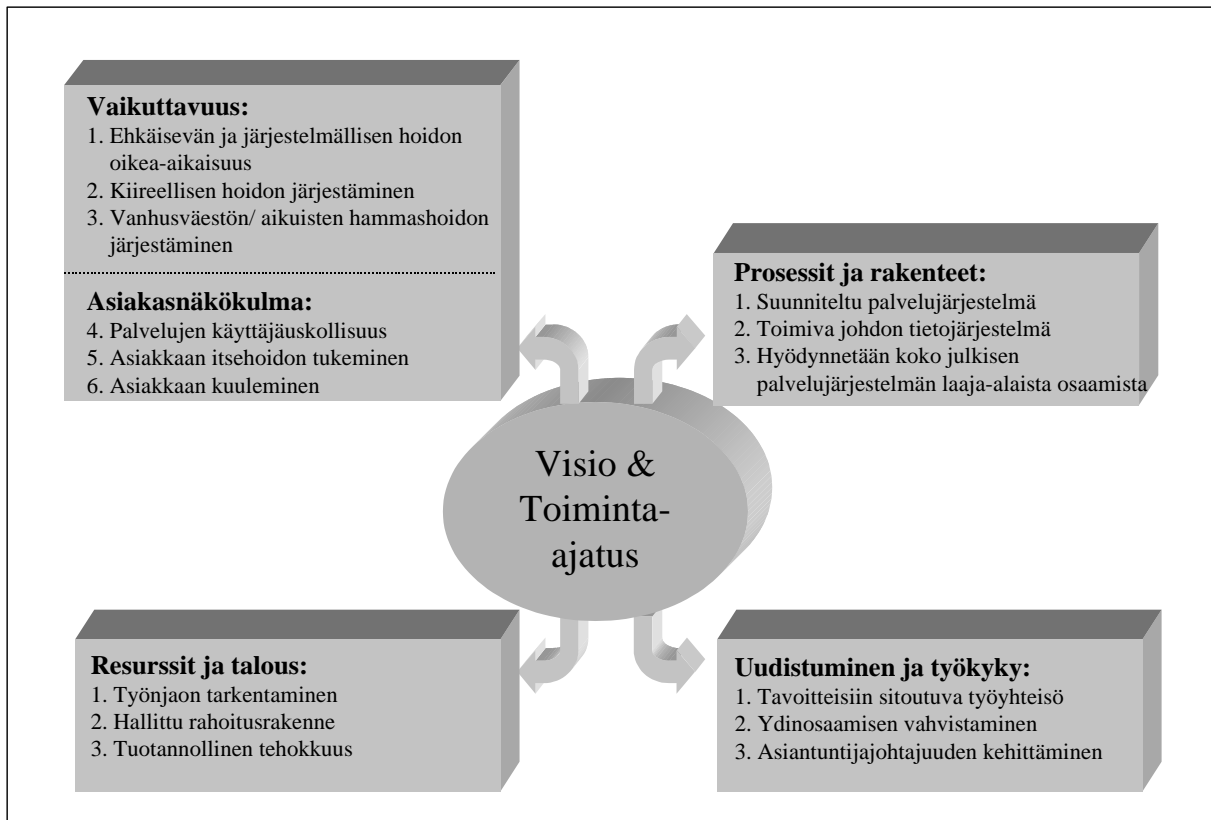 Vaikuttavuus:
1. Ehkäisevän ja järjestelmällisen hoidon
oikea-aikaisuus
2. Kiireellisen hoidon järjestäminen
3. Vanhusväestön/ aikuisten hammashoidon
järjestäminen
Asiakasnäkökulma:
4. Palvelujen käyttäjäuskollisuus
5. Asiakkaan itsehoidon tukeminen
6. Asiakkaan kuuleminen
Prosessit ja rakenteet:
1. Suunniteltu palvelujärjestelmä
2. Toimiva johdon tietojärjestelmä
3. Hyödynnetään koko julkisen
palvelujärjestelmän laaja-alaista osaamista
Visio &
Toiminta-
ajatus
Resurssit ja talous:
1. Työnjaon tarkentaminen
2. Hallittu rahoitusrakenne
3. Tuotannollinen tehokkuus
Uudistuminen ja työkyky:
1. Tavoitteisiin sitoutuva työyhteisö
2. Ydinosaamisen vahvistaminen
3. Asiantuntijajohtajuuden kehittäminen